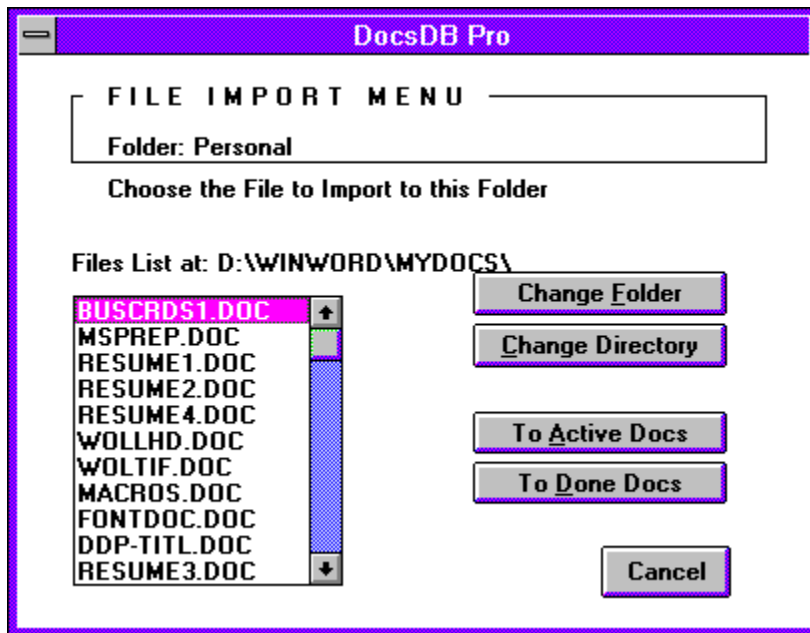 DocsDB Pro
FILE IMPORT MENU
Folder: Personal
Choose the File to Import to this Folder
Files List at: D:\WINWORD\MYDOCS\
BUSCRDS1.DOC
MSPREP.DOC
RESUME1.DOC
RESUME2.DOC
RESUME4.DOC
WOLLHD.DOC
WOLTIF.DOC
MACROS.DOC
FONTDOC.DOC
DDP-TITL.DOC
RESUME3.DOC
Change Folder
Change Directory
To Active Docs
To Done Docs
Cancel